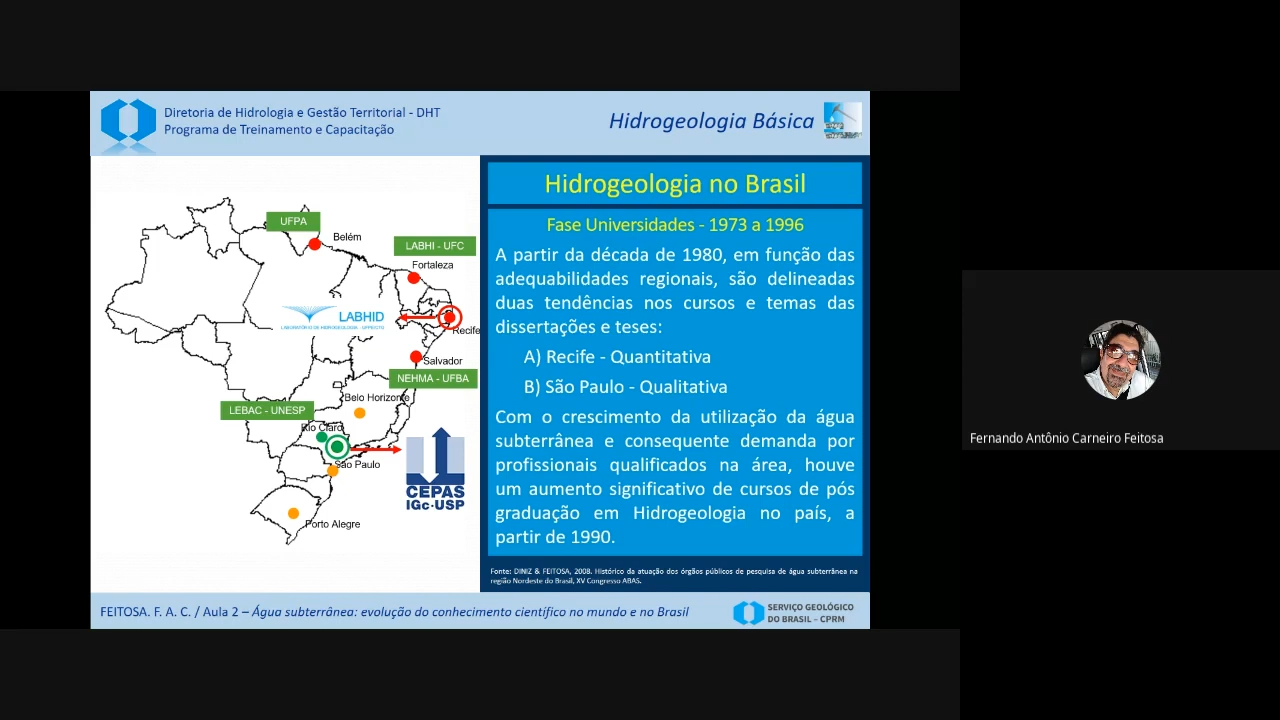 Diretoria de Hidrologia e Gestão Territorial - DHT
Programa de Treinamento e Capacitação
Hidrogeologia Básica
UFPA
Belém
LABHI - UFC
Fortaleza
LABHID
LABORATÓRIO DE HIDROGEOLOGIA - UFPE/CTG
Recife
Salvador
NEHMA - UFBA
Belo Horizonte
LEBAC - UNESP
Rio Claro
São Paulo
CEPAS
IGc-USP
Porto Alegre
Hidrogeologia no Brasil
Fase Universidades - 1973 a 1996
A partir da década de 1980, em função das
adequabilidades regionais, são delineadas
duas tendências nos cursos e temas das
dissertações e teses:
A) Recife - Quantitativa
B) São Paulo - Qualitativa
Com o crescimento da utilização da água
subterrânea e consequente demanda por
profissionais qualificados na área, houve
um aumento significativo de cursos de pós
graduação em Hidrogeologia no país, a
partir de 1990.
Fonte: DINIZ & FEITOSA, 2008. Histórico da atuação dos órgãos públicos de pesquisa de água subterrânea na
região Nordeste do Brasil, XV Congresso ABAS.
FEITOSA. F. A. C. / Aula 2 – Água subterrânea: evolução do conhecimento científico no mundo e no Brasil
SERVIÇO GEOLÓGICO
DO BRASIL – CPRM
Fernando Antônio Carneiro Feitosa